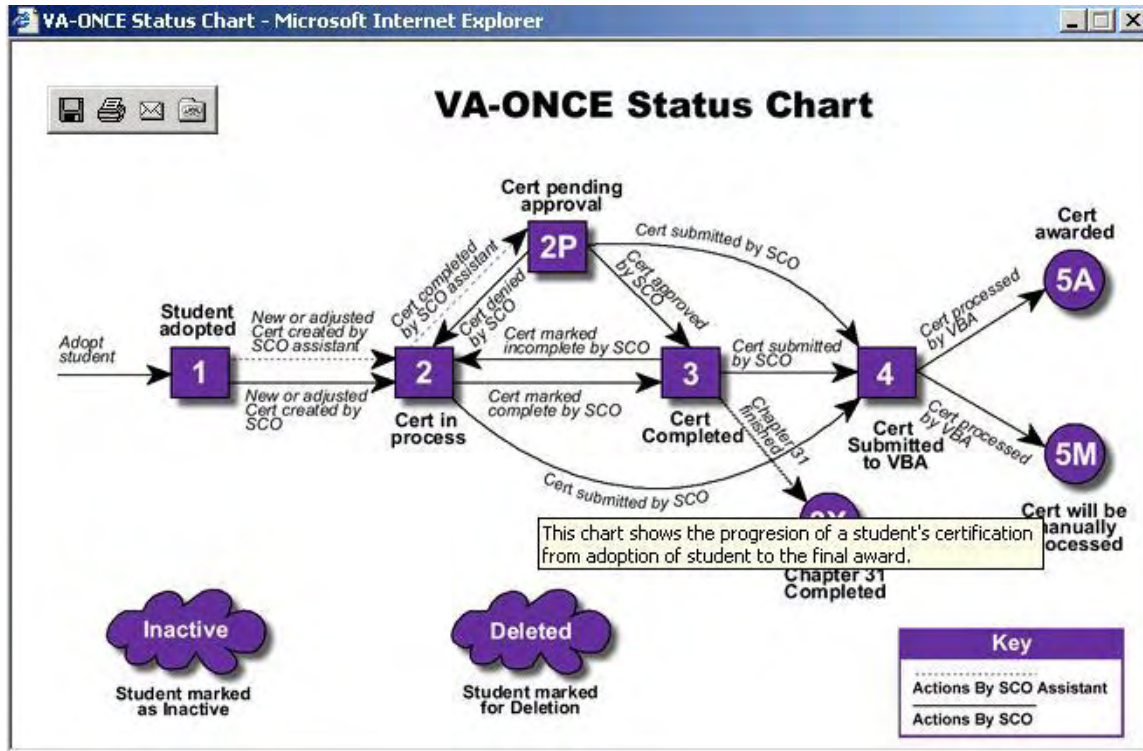 VA-ONCE Status Chart - Microsoft Internet Explorer
VA-ONCE Status Chart
Cert pending
approval
2P
Cert submitted by SCO
Cert
awarded
5A
Cert completed
by SCO assistant
Cert denied
by SCO
Cert approved
by SCO
Cert processed
by VBA
Student
adopted
New or adjusted
Cert created by
SCO assistant
Adopt
student
1
Cert marked
incomplete by SCO
Cert submitted
by SCO
2
3
4
New or adjusted
Cert created by
SCO
Cert marked
complete by SCO
Cert in
process
Cert
Completed
Chapter 31
finished
Cert
Submitted
to VBA
Cert processed
by VBA
5M
Cert submitted by SCO
Cert will be
manually
This chart shows the progresion of a student's certification
from adoption of student to the final award.
Chapter 31
Completed
Inactive
Student marked
as Inactive
Deleted
Student marked
for Deletion
Key
Actions By SCO Assistant
Actions By SCO